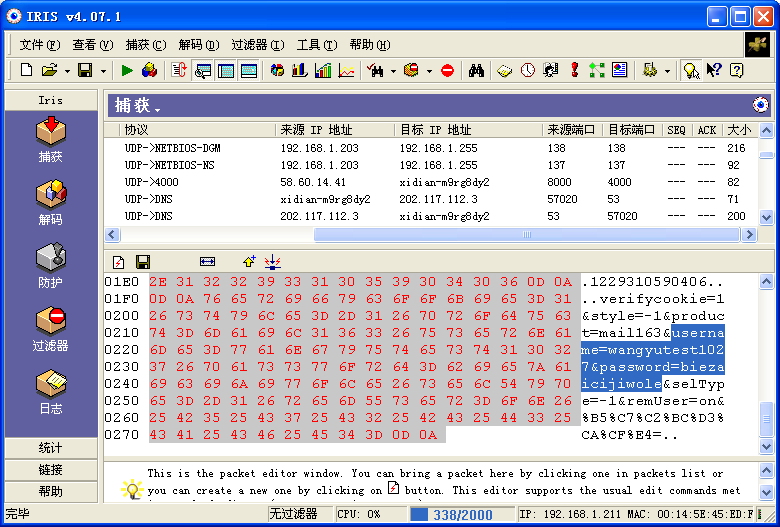 IRIS v4.07.1
文件(F) 查看(V) 捕获(C) 解码(D) 过滤器(I) 工具(T) 帮助(H)
Iris
捕获
解码
防护
过滤器
日志
统计
链接
帮助
捕获
协议 来源 IP 地址 目标 IP 地址 来源端口 目标端口 SEQ ACK 大小
UDP->NETBIOS-DGM 192.168.1.203 192.168.1.255 138 138 --- --- 216
UDP->NETBIOS-NS 192.168.1.203 192.168.1.255 137 137 --- --- 92
UDP->4000 58.60.14.41 xidian-m9rg8dy2 8000 4000 --- --- 82
UDP->DNS xidian-m9rg8dy2 202.117.112.3 57020 53 --- --- 71
UDP->DNS 202.117.112.3 xidian-m9rg8dy2 53 57020 --- --- 200
01E0 2E 31 32 32 39 33 31 30 35 39 30 34 30 36 0D 0A .1229310590406..
01F0 0D 0A 76 65 72 69 66 79 63 6F 6F 6B 69 65 3D 31 ..verifycookie=1
0200 26 73 74 79 6C 65 3D 2D 31 26 70 72 6F 64 75 63 &style=-1&produc
0210 74 3D 6D 61 69 6C 31 36 33 26 75 73 65 72 6E 61 t=mail163&userna
0220 6D 65 3D 77 61 6E 67 79 75 74 65 73 74 31 30 32 me=wangyutest102
0230 37 26 70 61 73 73 77 6F 72 64 3D 62 69 65 7A 61 7&password=bieza
0240 69 63 69 6A 69 77 6F 6C 65 26 73 65 6C 54 79 70 icijiwole&selTyp
0250 65 3D 2D 31 26 72 65 6D 55 73 65 72 3D 6F 6E 26 e=-1&remUser=on&
0260 25 42 35 25 43 37 25 43 32 25 42 43 25 44 33 25 %B5%C7%C2%BC%D3%
0270 43 41 25 43 46 25 45 34 3D 0D 0A %CA%CF%E4=..
This is the packet editor window. You can bring a packet here by clicking one in packets list or
you can create a new one by clicking on button. This editor supports the usual edit commands met
完毕 无过滤器 CPU: 0% 338/2000 IP: 192.168.1.211 MAC: 00:14:5E:45:ED:F